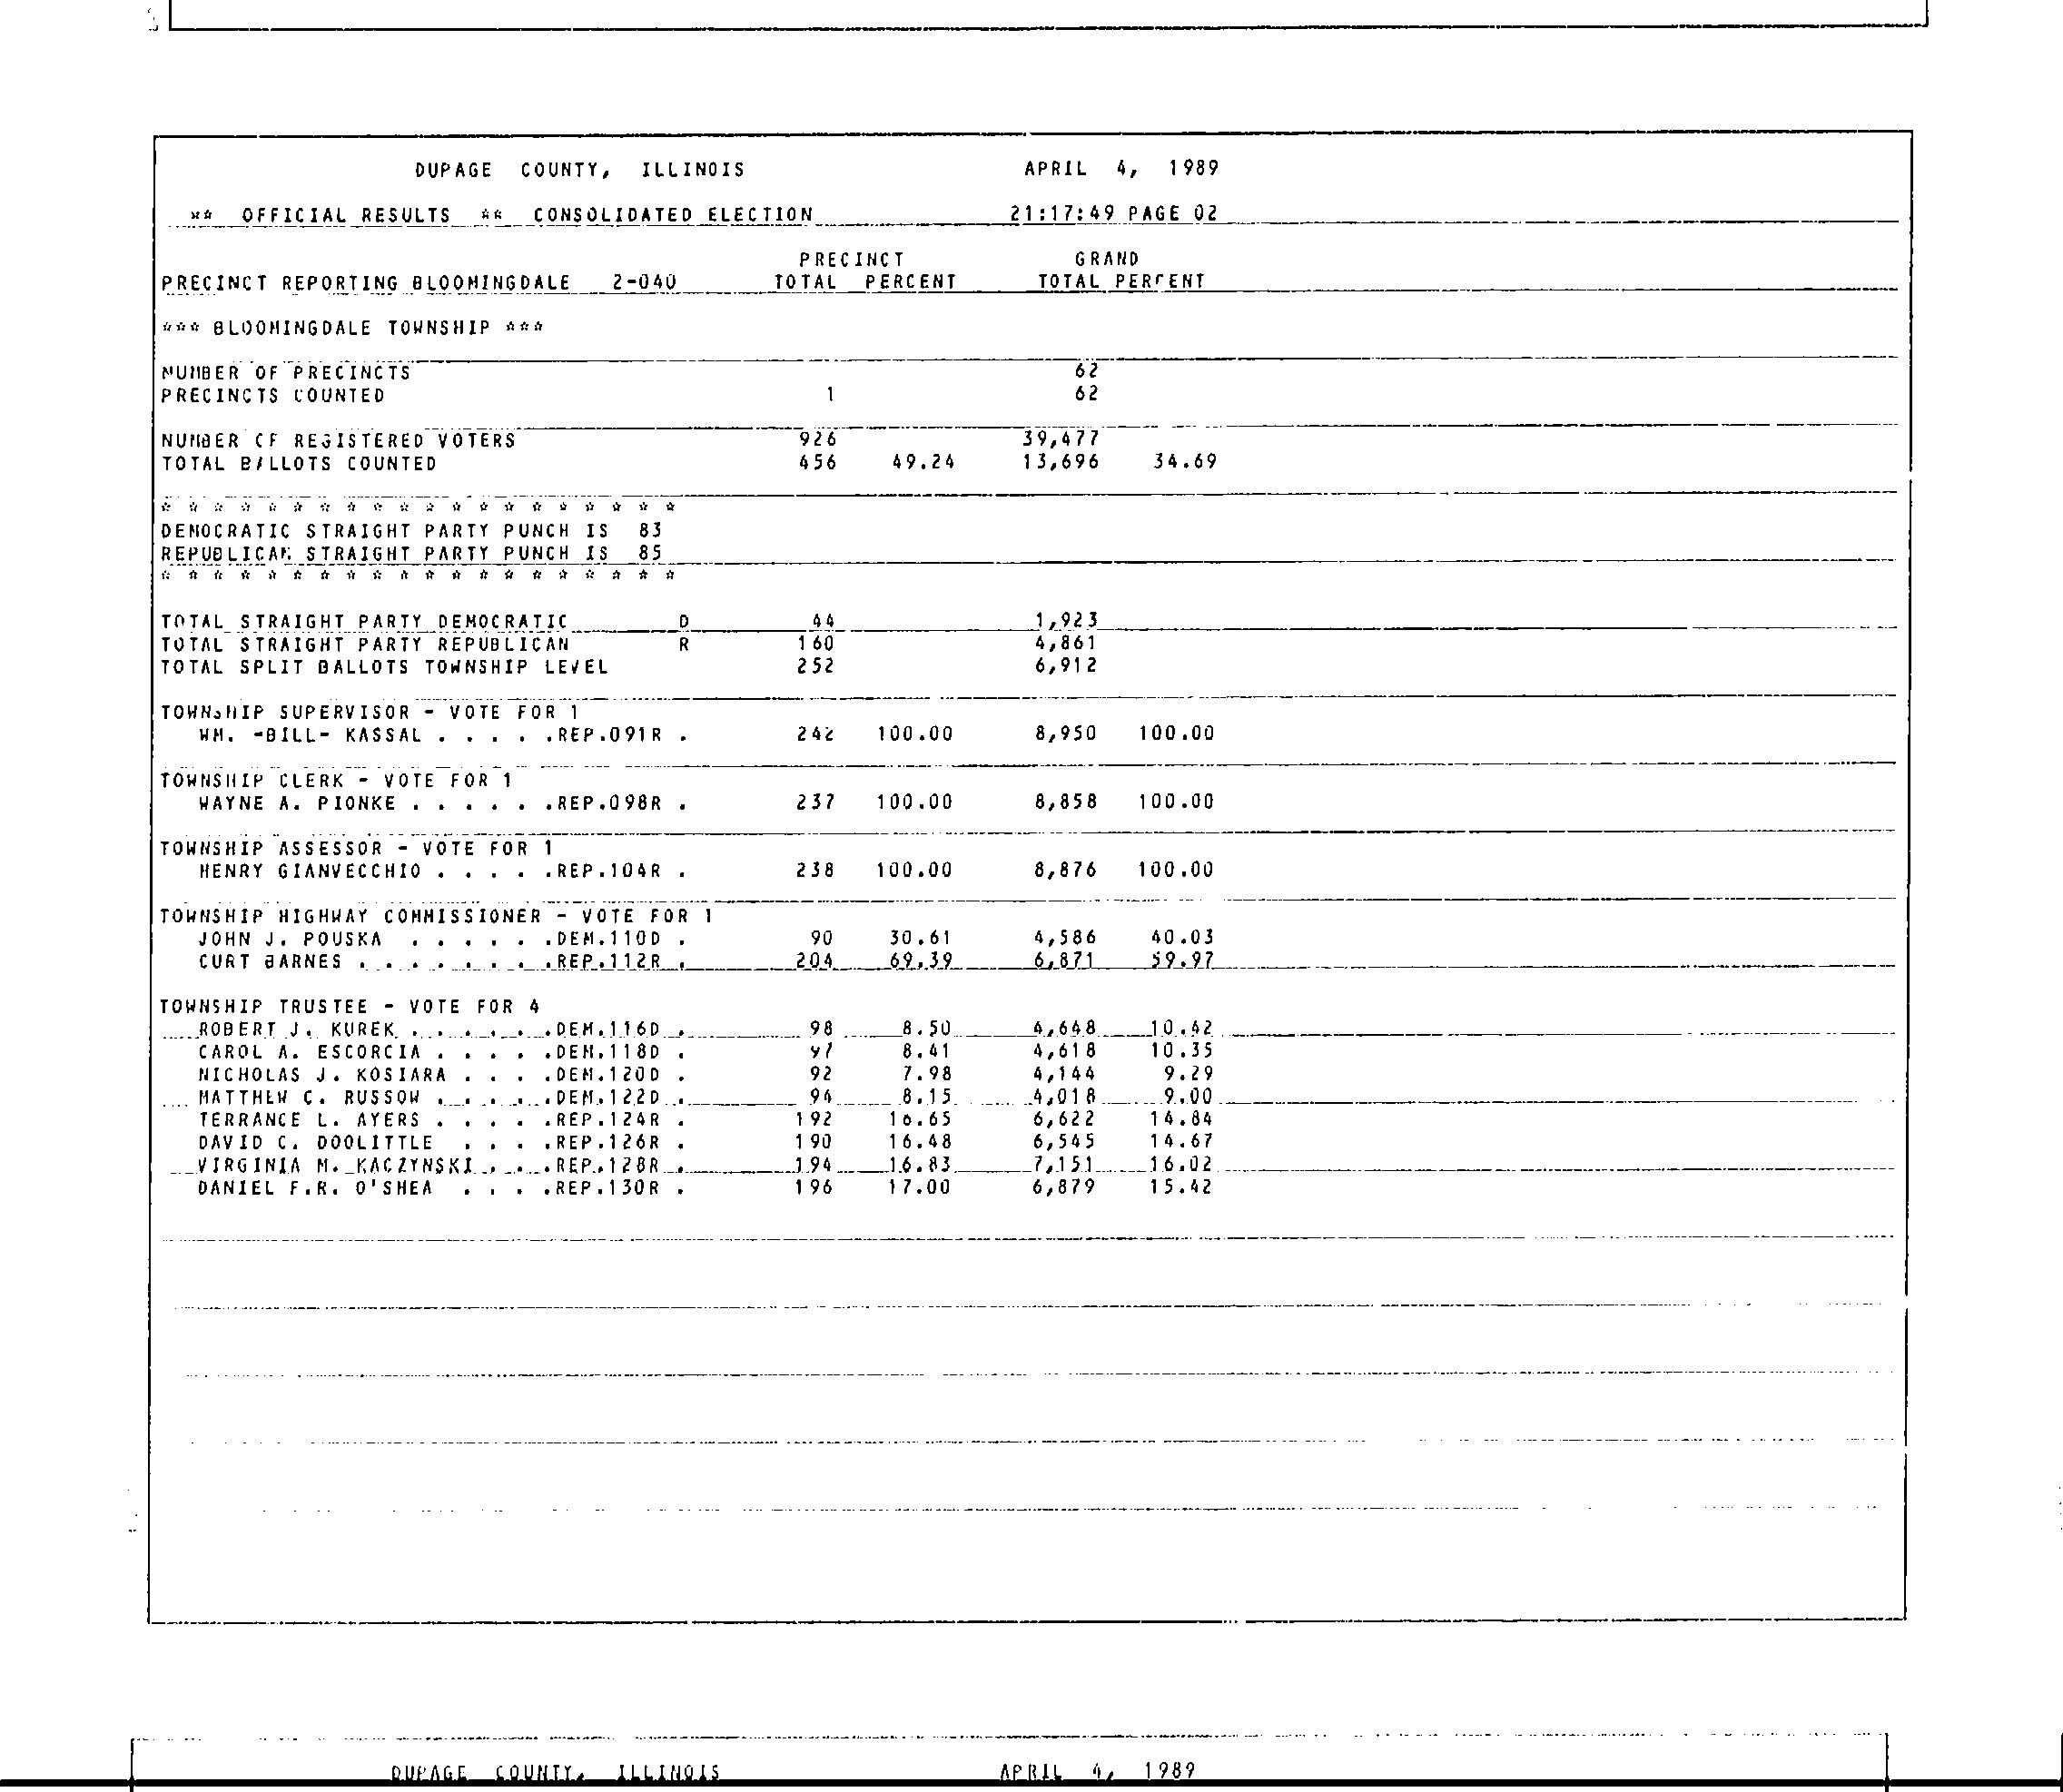 DUPAGE COUNTY, ILLINOIS APRIL 4, 1989
** OFFICIAL RESULTS ** CONSOLIDATED ELECTION 21:17:49 PAGE 02
PRECINCT GRAND
PRECINCT REPORTING BLOOMINGDALE 2-040 TOTAL PERCENT TOTAL PERCENT
*** BLOOMINGDALE TOWNSHIP ***
NUMBER OF PRECINCTS 62
PRECINCTS COUNTED 1 62
NUMBER OF REGISTERED VOTERS 926 39,477
TOTAL BALLOTS COUNTED 456 49.24 13,696 34.69
* * * * * * * * * * * * * * * * * * * *
DEMOCRATIC STRAIGHT PARTY PUNCH IS 83
REPUBLICAN STRAIGHT PARTY PUNCH IS 85
* * * * * * * * * * * * * * * * * * * *
TOTAL STRAIGHT PARTY DEMOCRATIC D 44 1,923
TOTAL STRAIGHT PARTY REPUBLICAN R 160 4,861
TOTAL SPLIT BALLOTS TOWNSHIP LEVEL 252 6,912
TOWNSHIP SUPERVISOR - VOTE FOR 1
WM. -BILL- KASSAL . . . . .REP.091R . 242 100.00 8,950 100.00
TOWNSHIP CLERK - VOTE FOR 1
WAYNE A. PIONKE . . . . . .REP.098R . 237 100.00 8,858 100.00
TOWNSHIP ASSESSOR - VOTE FOR 1
HENRY GIANVECCHIO . . . . .REP.104R . 238 100.00 8,876 100.00
TOWNSHIP HIGHWAY COMMISSIONER - VOTE FOR 1
JOHN J. POUSKA . . . . . .DEM.110D . 90 30.61 4,586 40.03
CURT BARNES . . . . . . . .REP.112R . 204 69.39 6,871 59.97
TOWNSHIP TRUSTEE - VOTE FOR 4
ROBERT J. KUREK . . . . . .DEM.116D . 98 8.50 4,648 10.42
CAROL A. ESCORCIA . . . . .DEM.118D . 97 8.41 4,618 10.35
NICHOLAS J. KOSIARA . . . .DEM.120D . 92 7.98 4,144 9.29
MATTHEW C. RUSSOW . . . . .DEM.122D . 94 8.15 4,018 9.00
TERRANCE L. AYERS . . . . .REP.124R . 192 16.65 6,622 14.84
DAVID C. DOOLITTLE . . . .REP.126R . 190 16.48 6,545 14.67
VIRGINIA M. KACZYNSKI . . .REP.128R . 194 16.83 7,151 16.02
DANIEL F.R. O'SHEA . . . .REP.130R . 196 17.00 6,879 15.42
DUPAGE COUNTY, ILLINOIS APRIL 4, 1989